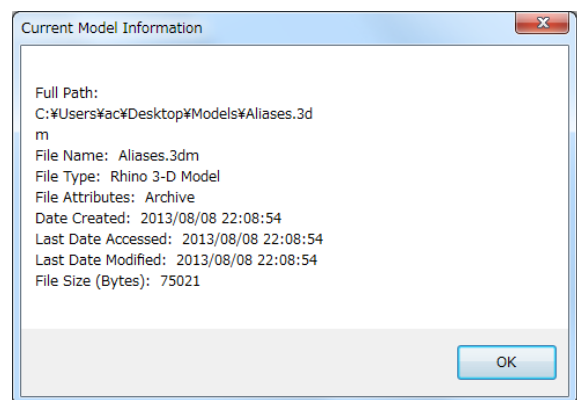 Current Model Information
Full Path:
C:¥Users¥ac¥Desktop¥Models¥Aliases.3d
m
File Name: Aliases.3dm
File Type: Rhino 3-D Model
File Attributes: Archive
Date Created: 2013/08/08 22:08:54
Last Date Accessed: 2013/08/08 22:08:54
Last Date Modified: 2013/08/08 22:08:54
File Size (Bytes): 75021
OK